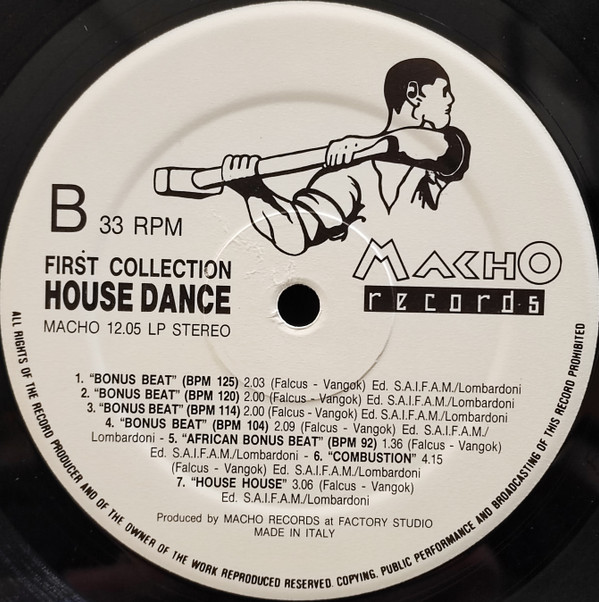 B 33 RPM
FIRST COLLECTION
HOUSE DANCE
MACHO 12.05 LP STEREO
MACHO
records
1. “BONUS BEAT” (BPM 125) 2.03 (Falcus - Vangok) Ed. S.A.I.F.A.M./Lombardoni
2. “BONUS BEAT” (BPM 120) 2.00 (Falcus - Vangok) Ed. S.A.I.F.A.M./Lombardoni
3. “BONUS BEAT” (BPM 114) 2.00 (Falcus - Vangok) Ed. S.A.I.F.A.M./Lombardoni
4. “BONUS BEAT” (BPM 104) 2.09 (Falcus - Vangok) Ed. S.A.I.F.A.M./
Lombardoni - 5. “AFRICAN BONUS BEAT” (BPM 92) 1.36 (Falcus - Vangok)
Ed. S.A.I.F.A.M./Lombardoni - 6. “COMBUSTION” 4.15
(Falcus - Vangok) Ed. S.A.I.F.A.M./Lombardoni
7. “HOUSE HOUSE” 3.06 (Falcus - Vangok)
Ed. S.A.I.F.A.M./Lombardoni
Produced by MACHO RECORDS at FACTORY STUDIO
MADE IN ITALY
ALL RIGHTS OF THE RECORD PRODUCER AND OF THE OWNER OF THE WORK REPRODUCED RESERVED. COPYING, PUBLIC PERFORMANCE AND BROADCASTING OF THIS RECORD PROHIBITED